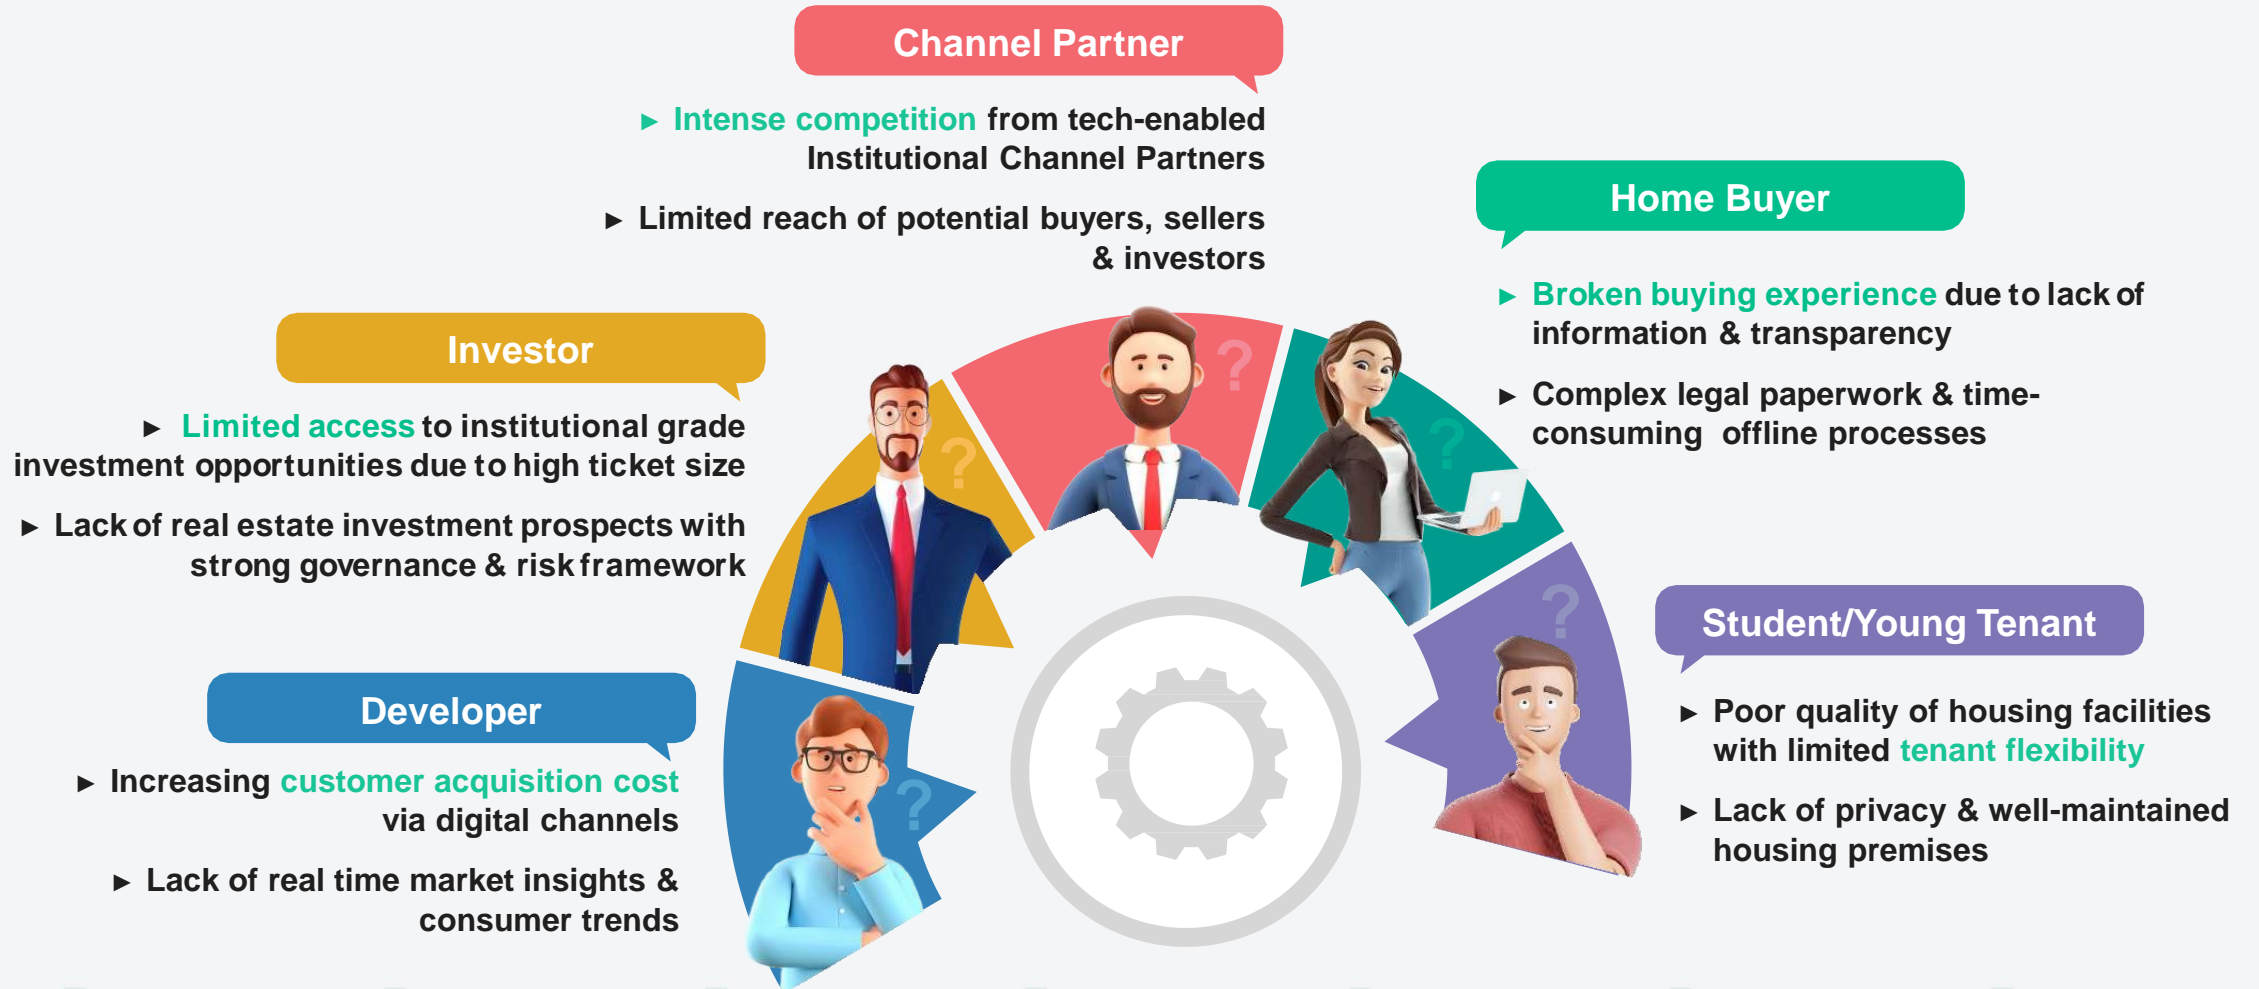 Channel Partner
► Intense competition from tech-enabled
Institutional Channel Partners
► Limited reach of potential buyers, sellers
& investors
Home Buyer
► Broken buying experience due to lack of
information & transparency
► Complex legal paperwork & time-
consuming offline processes
Investor
► Limited access to institutional grade
investment opportunities due to high ticket size
► Lack of real estate investment prospects with
strong governance & risk framework
Student/Young Tenant
► Poor quality of housing facilities
with limited tenant flexibility
► Lack of privacy & well-maintained
housing premises
Developer
► Increasing customer acquisition cost
via digital channels
► Lack of real time market insights &
consumer trends
?
?
?
?
?